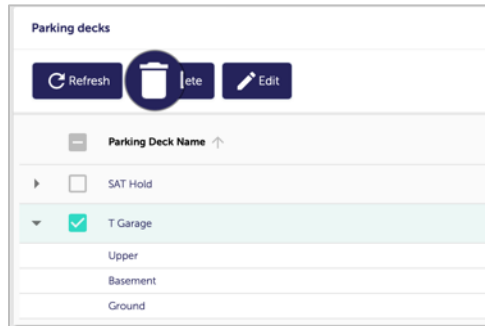 Parking decks
Refresh ete Edit
Parking Deck Name
SAT Hold
T Garage
Upper
Basement
Ground